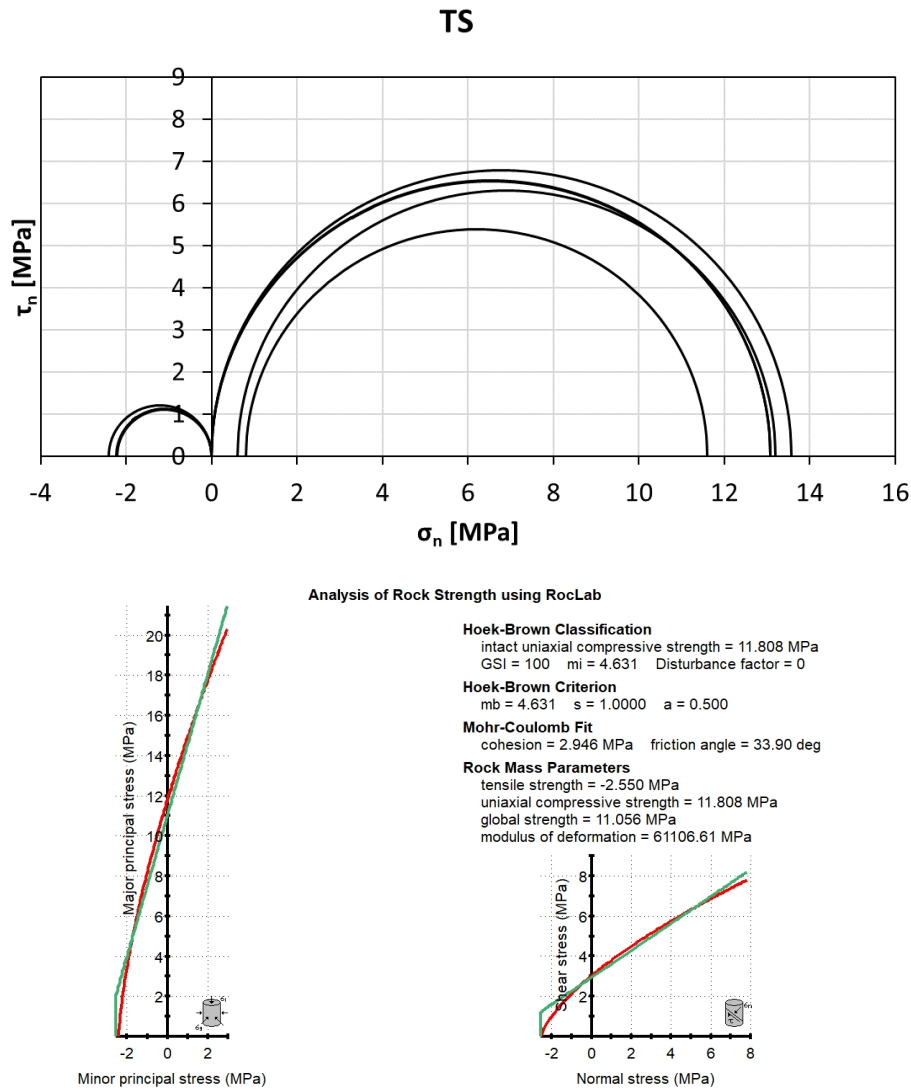 TS
9
8
7
6
5
4
3
2
1
0
τn [MPa]
-4 -2 0 2 4 6 8 10 12 14 16
σn [MPa]
Analysis of Rock Strength using RocLab
Hoek-Brown Classification
intact uniaxial compressive strength = 11.808 MPa
GSI = 100 mi = 4.631 Disturbance factor = 0
Hoek-Brown Criterion
mb = 4.631 s = 1.0000 a = 0.500
Mohr-Coulomb Fit
cohesion = 2.946 MPa friction angle = 33.90 deg
Rock Mass Parameters
tensile strength = -2.550 MPa
uniaxial compressive strength = 11.808 MPa
global strength = 11.056 MPa
modulus of deformation = 61106.61 MPa
Major principal stress (MPa)
20
18
16
14
12
10
8
6
4
2
-2 0 2
Minor principal stress (MPa)
Shear stress (MPa)
8
6
4
2
-2 0 2 4 6 8
Normal stress (MPa)